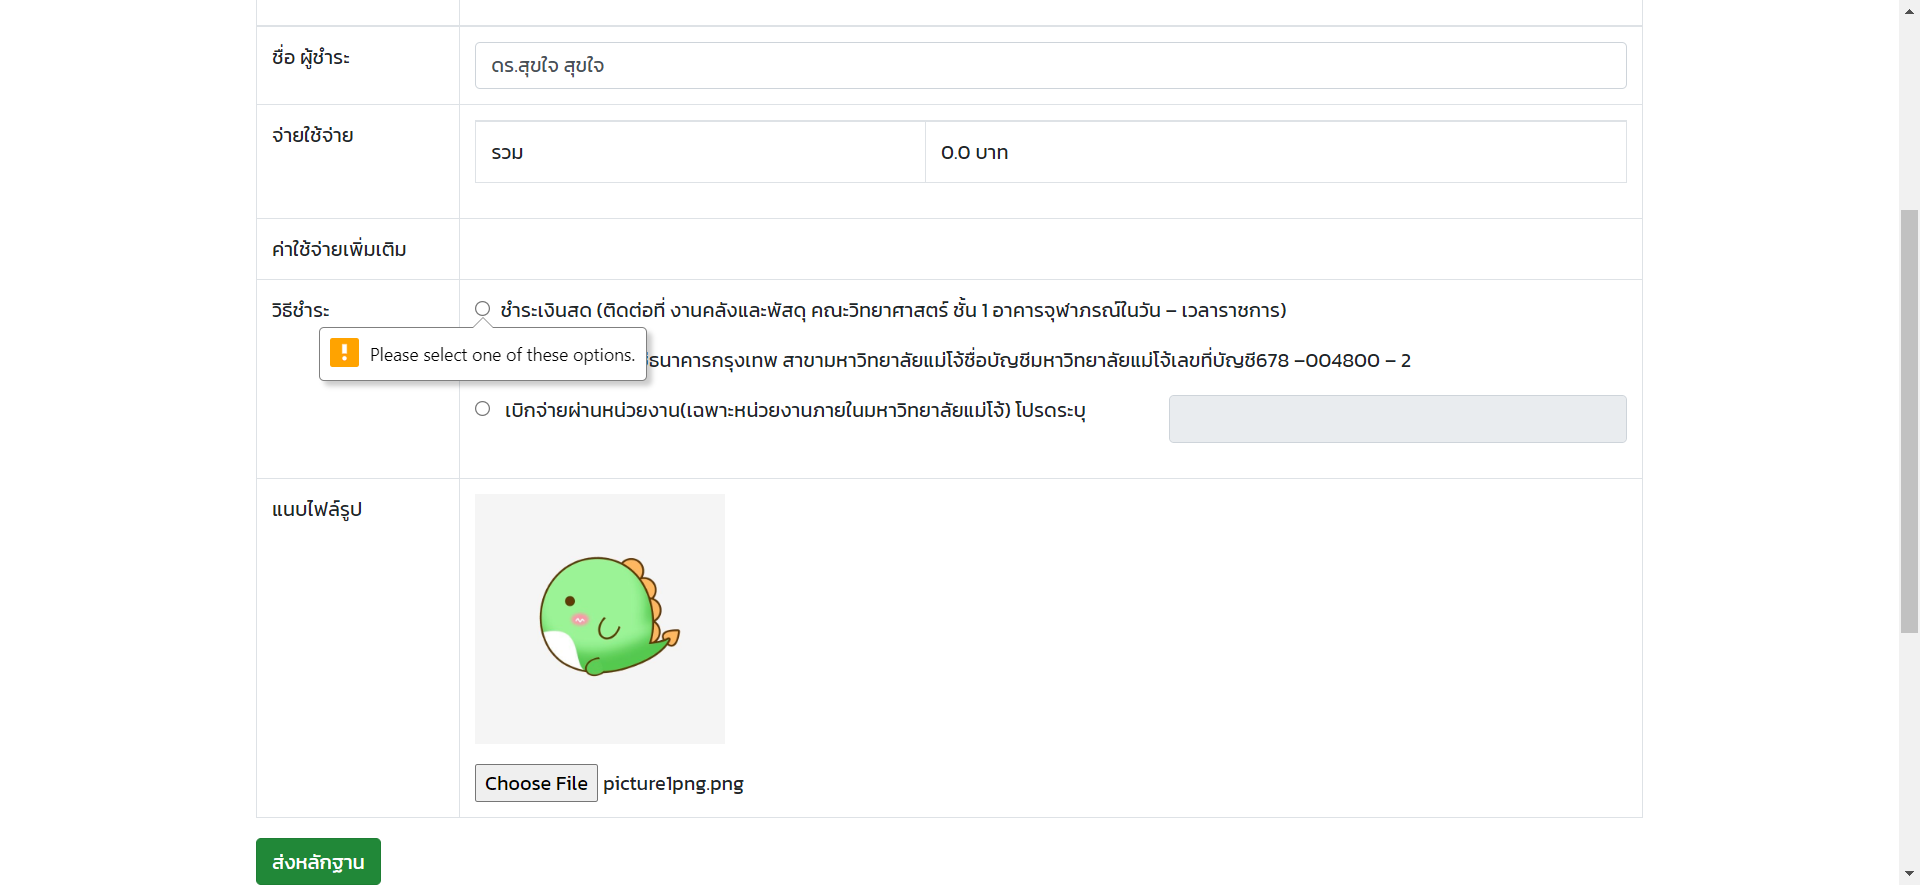 ชื่อ ผู้ชำระ
ดร.สุขใจ สุขใจ
จ่ายใช้จ่าย
รวม
0.0 บาท
ค่าใช้จ่ายเพิ่มเติม
วิธีชำระ
ชำระเงินสด (ติดต่อที่ งานคลังและพัสดุ คณะวิทยาศาสตร์ ชั้น 1 อาคารจุฬาภรณ์ในวัน – เวลาราชการ)
Please select one of these options.
ธนาคารกรุงเทพ สาขามหาวิทยาลัยแม่โจ้ชื่อบัญชีมหาวิทยาลัยแม่โจ้เลขที่บัญชี678 –004800 – 2
เบิกจ่ายผ่านหน่วยงาน(เฉพาะหน่วยงานภายในมหาวิทยาลัยแม่โจ้) โปรดระบุ
แนบไฟล์รูป
Choose File picture1png.png
ส่งหลักฐาน